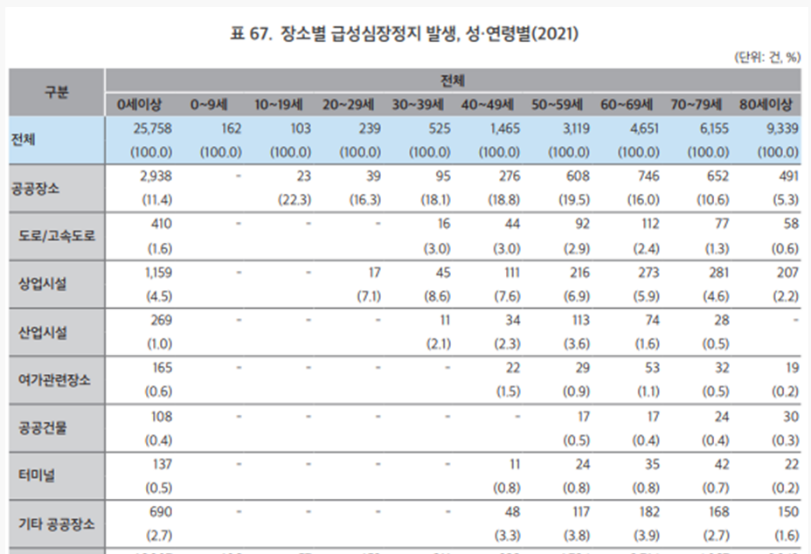 표 67. 장소별 급성심장정지 발생, 성·연령별(2021)
(단위: 건, %)
구분 전체
0세이상 0~9세 10~19세 20~29세 30~39세 40~49세 50~59세 60~69세 70~79세 80세이상
전체 25,758 162 103 239 525 1,465 3,119 4,651 6,155 9,339
(100.0) (100.0) (100.0) (100.0) (100.0) (100.0) (100.0) (100.0) (100.0) (100.0)
공공장소 2,938 - 23 39 95 276 608 746 652 491
(11.4) (22.3) (16.3) (18.1) (18.8) (19.5) (16.0) (10.6) (5.3)
도로/고속도로 410 - - - 16 44 92 112 77 58
(1.6) (3.0) (3.0) (2.9) (2.4) (1.3) (0.6)
상업시설 1,159 - - 17 45 111 216 273 281 207
(4.5) (7.1) (8.6) (7.6) (6.9) (5.9) (4.6) (2.2)
산업시설 269 - - - 11 34 113 74 28 -
(1.0) (2.1) (2.3) (3.6) (1.6) (0.5)
여가관련장소 165 - - - - 22 29 53 32 19
(0.6) (1.5) (0.9) (1.1) (0.5) (0.2)
공공건물 108 - - - - - 17 17 24 30
(0.4) (0.5) (0.4) (0.4) (0.3)
터미널 137 - - - - 11 24 35 42 22
(0.5) (0.8) (0.8) (0.8) (0.7) (0.2)
기타 공공장소 690 - - - - 48 117 182 168 150
(2.7) (3.3) (3.8) (3.9) (2.7) (1.6)